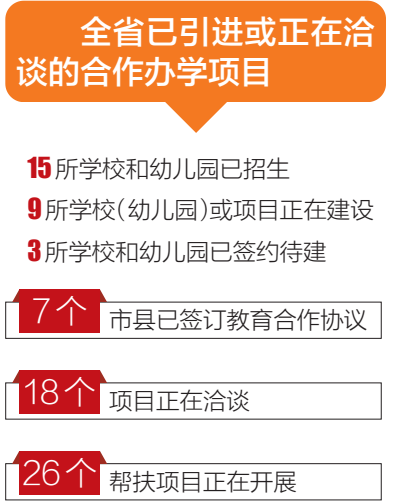 全省已引进或正在洽
谈的合作办学项目
15所学校和幼儿园已招生
9所学校(幼儿园)或项目正在建设
3所学校和幼儿园已签约待建
7个 市县已签订教育合作协议
18个 项目正在洽谈
26个 帮扶项目正在开展